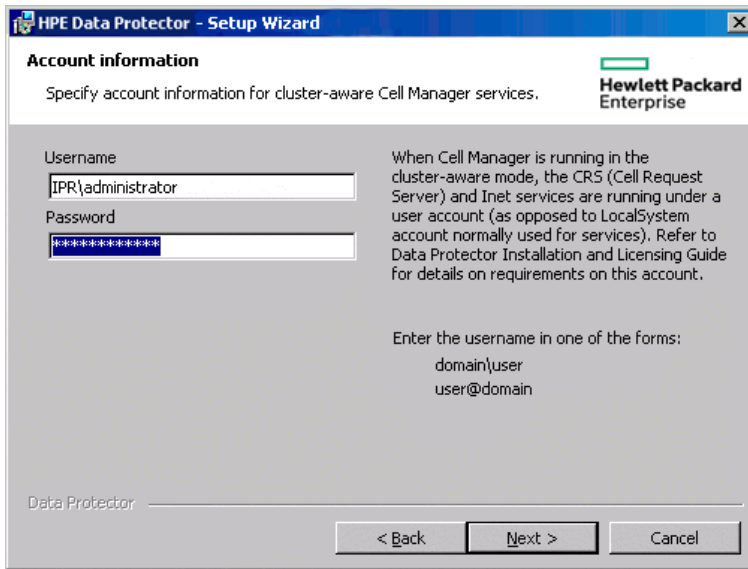 HPE Data Protector - Setup Wizard
Account information
Specify account information for cluster-aware Cell Manager services.
Hewlett Packard
Enterprise
Username
IPR\administrator
Password
************
When Cell Manager is running in the
cluster-aware mode, the CRS (Cell Request
Server) and Inet services are running under a
user account (as opposed to LocalSystem
account normally used for services). Refer to
Data Protector Installation and Licensing Guide
for details on requirements on this account.
Enter the username in one of the forms:
domain\user
user@domain
Data Protector
< Back
Next >
Cancel